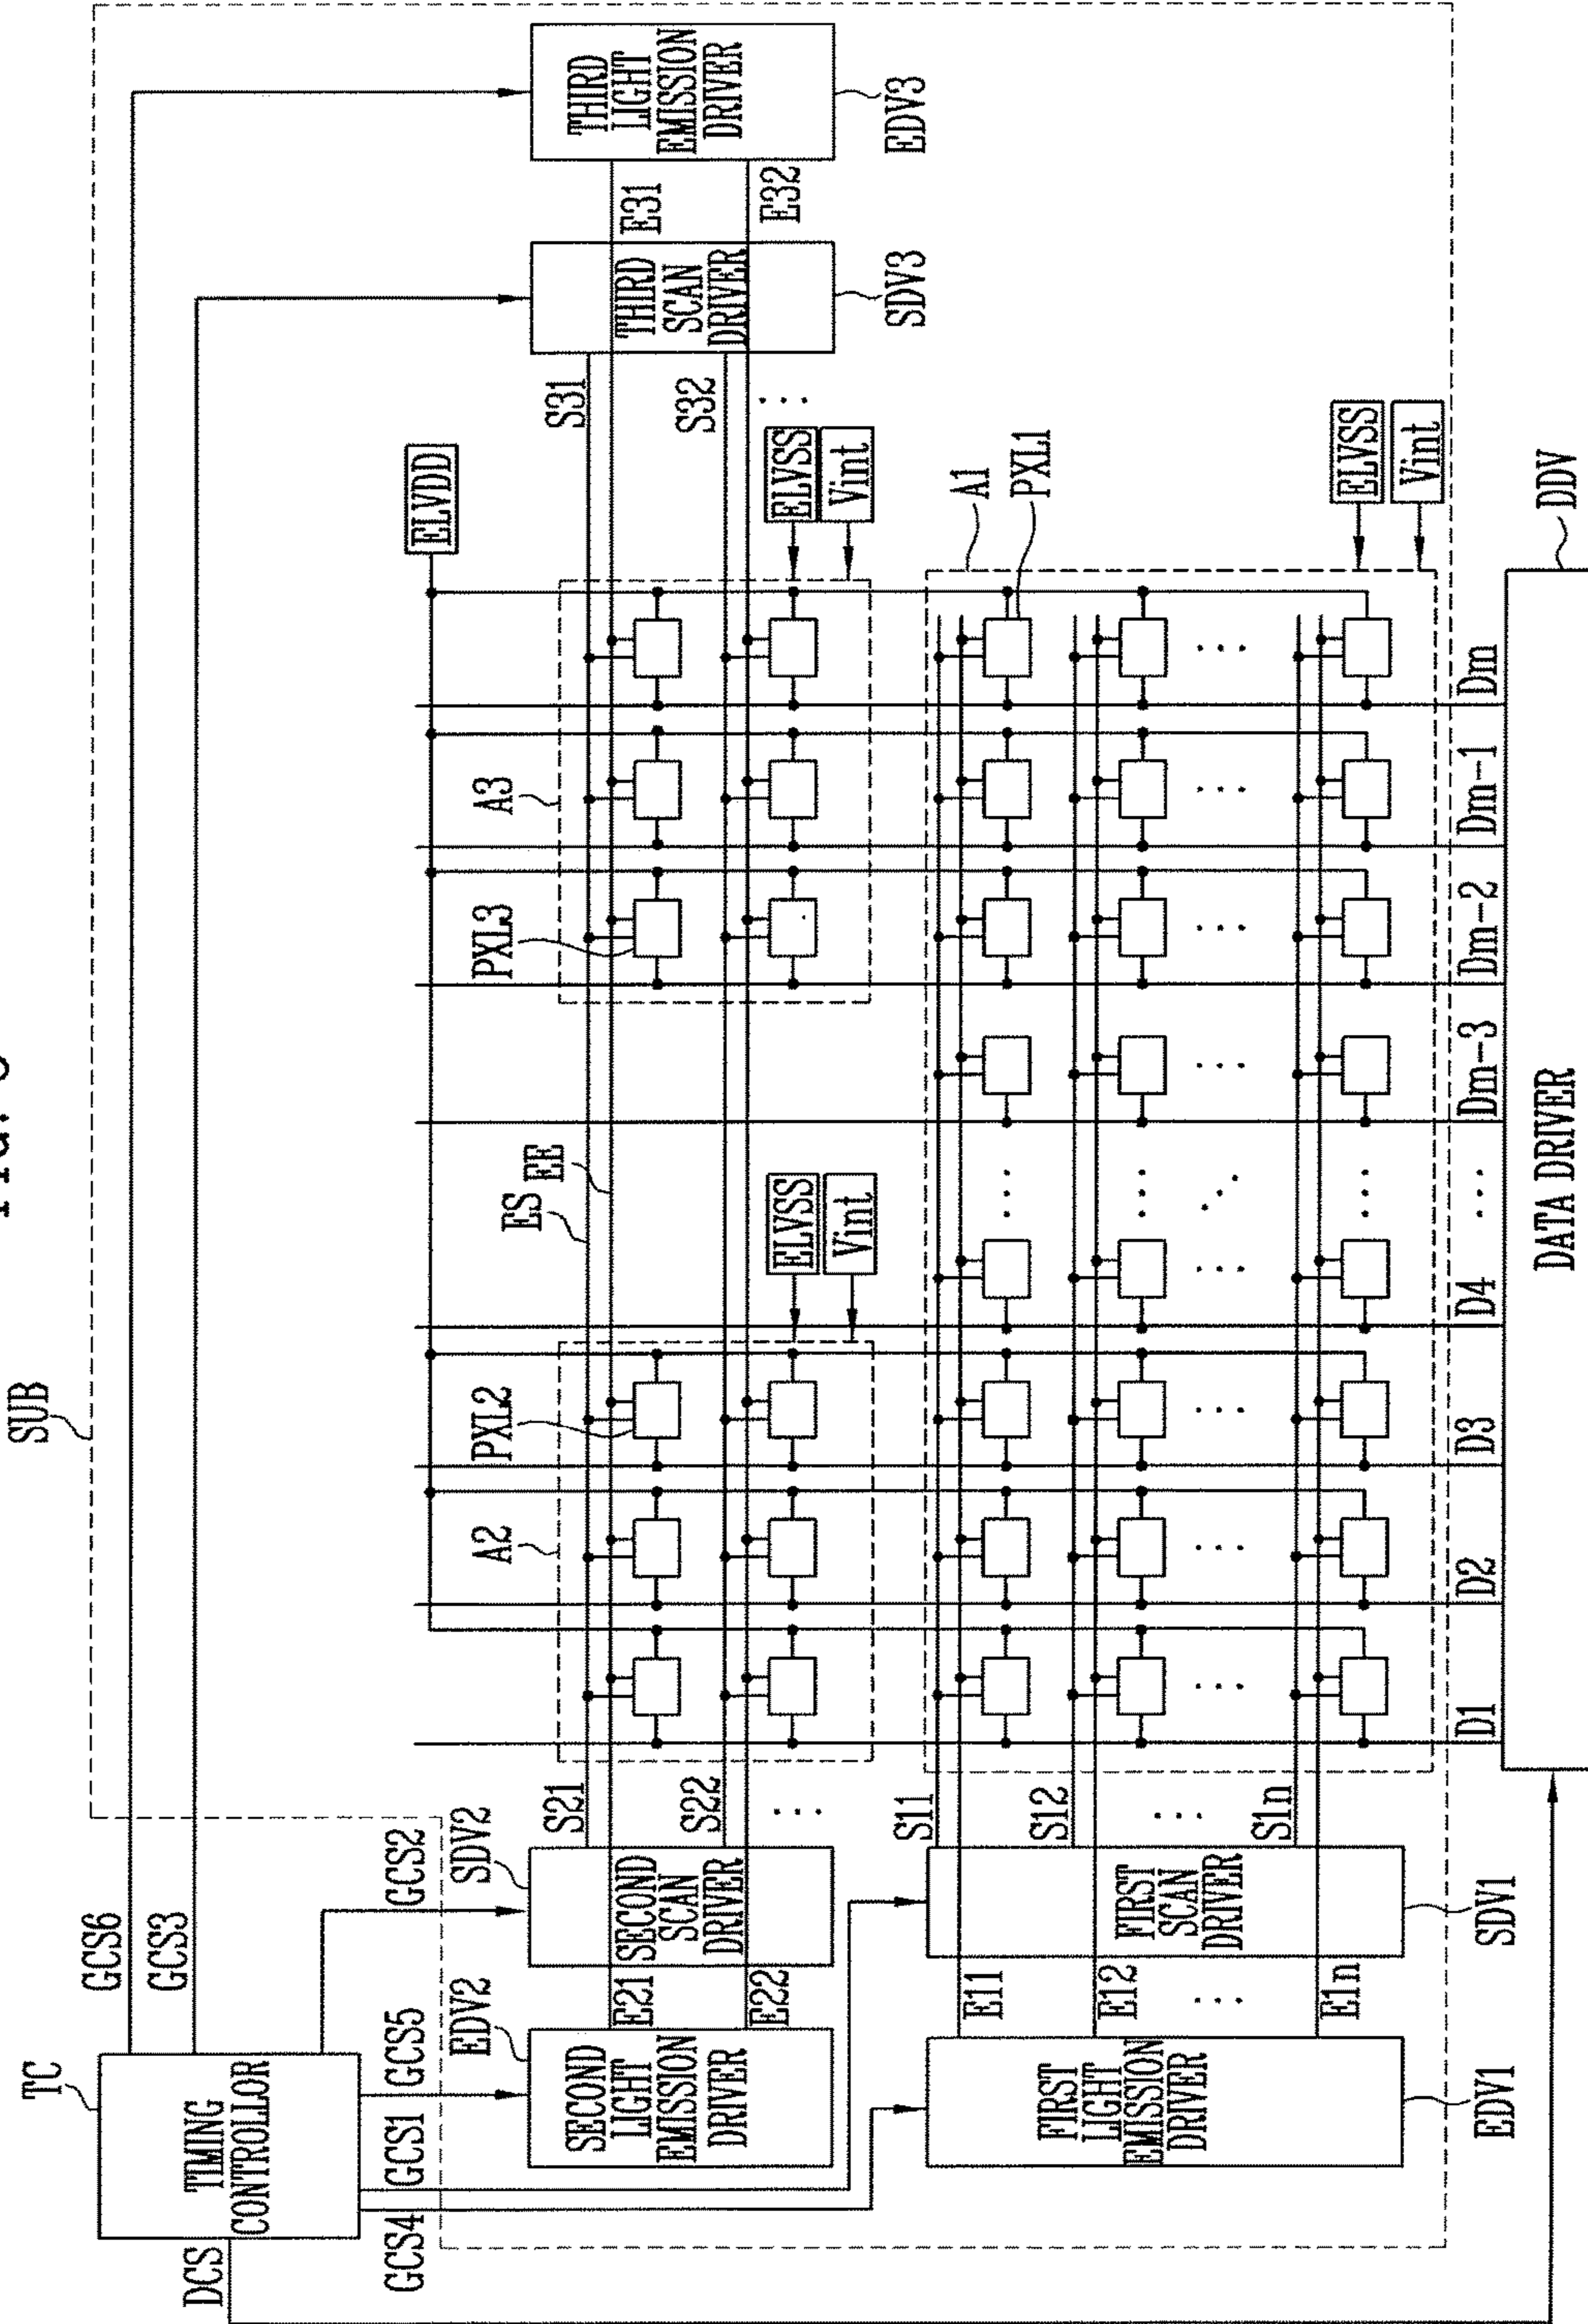 SUB
TC
TIMING
CONTROLLOR
DCS
GCS6
GCS3
GCS2
GCS5
GCS1
GCS4
SDV2
EDV2
SECOND
SCAN
DRIVER
SECOND
LIGHT
EMISSION
DRIVER
S21
S22
...
E21
E22
A2
PXL2
ES
EE
ELVSS
Vint
PXL3
A3
ELVDD
S31
S32
...
ELVSS
Vint
THIRD
SCAN
DRIVER
SDV3
E31
E32
THIRD
LIGHT
EMISSION
DRIVER
EDV3
FIRST
LIGHT
EMISSION
DRIVER
EDV1
E11
E12
...
E1n
FIRST
SCAN
DRIVER
SDV1
S11
S12
...
S1n
A1
PXL1
ELVSS
Vint
D1
D2
D3
D4
...
Dm-3
Dm-2
Dm-1
Dm
DATA DRIVER
DDV